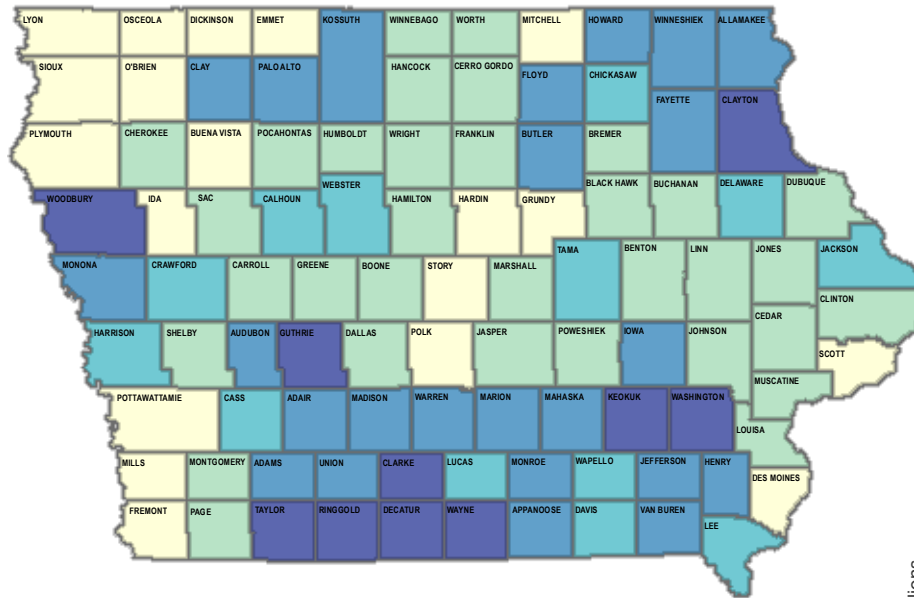 LYON OSCEOLA DICKINSON EMMET KOSSUTH WINNEBAGO WORTH MITCHELL HOWARD WINNESHIEK ALLAMAKEE
SIOUX O'BRIEN CLAY PALO ALTO HANCOCK CERRO GORDO FLOYD CHICKASAW
FAYETTE CLAYTON
PLYMOUTH CHEROKEE BUENA VISTA POCAHONTAS HUMBOLDT WRIGHT FRANKLIN BUTLER BREMER
WOODBURY IDA SAC CALHOUN WEBSTER HAMILTON HARDIN GRUNDY BLACK HAWK BUCHANAN DELAWARE DUBUQUE
MONONA CRAWFORD CARROLL GREENE BOONE STORY MARSHALL TAMA BENTON LINN JONES JACKSON
CLINTON
CEDAR
HARRISON SHELBY AUDUBON GUTHRIE DALLAS POLK JASPER POWESHIEK IOWA JOHNSON
SCOTT
MUSCATINE
POTTAWATTAMIE CASS ADAIR MADISON WARREN MARION MAHASKA KEOKUK WASHINGTON
LOUISA
MILLS MONTGOMERY ADAMS UNION CLARKE LUCAS MONROE WAPELLO JEFFERSON HENRY
DES MOINES
FREMONT PAGE TAYLOR RINGGOLD DECATUR WAYNE APPANOOSE DAVIS VAN BUREN
LEE